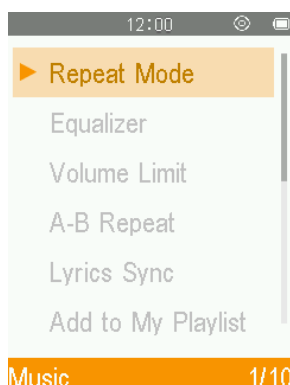 12:00
Repeat Mode
Equalizer
Volume Limit
A-B Repeat
Lyrics Sync
Add to My Playlist
Music 1/10